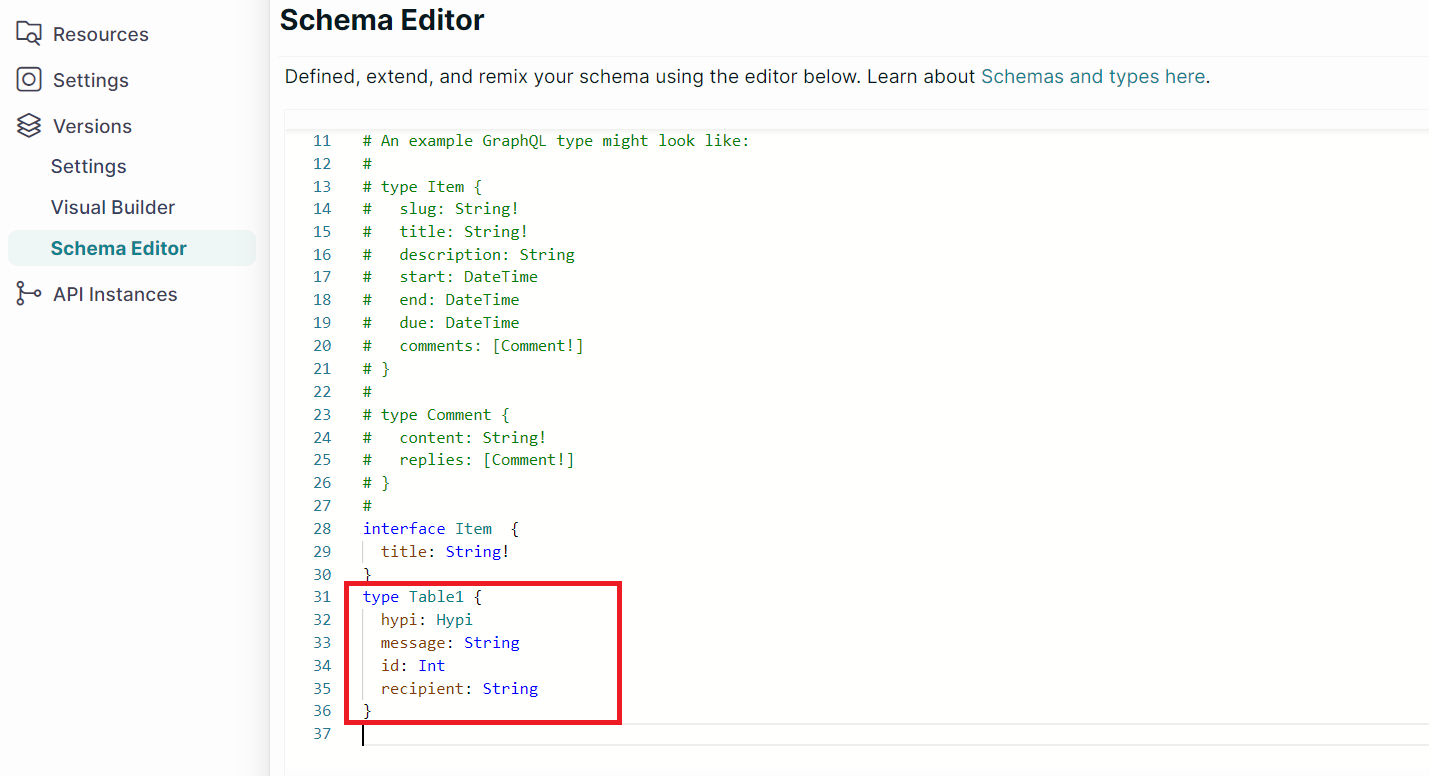 Resources
Settings
Versions
Settings
Visual Builder
Schema Editor
API Instances
Schema Editor
Defined, extend, and remix your schema using the editor below. Learn about Schemas and types here.
11 # An example GraphQL type might look like:
12 #
13 # type Item {
14 #   slug: String!
15 #   title: String!
16 #   description: String
17 #   start: DateTime
18 #   end: DateTime
19 #   due: DateTime
20 #   comments: [Comment!]
21 # }
22 #
23 # type Comment {
24 #   content: String!
25 #   replies: [Comment!]
26 # }
27 #
28 interface Item  {
29   title: String!
30 }
31 type Table1 {
32   hypi: Hypi
33   message: String
34   id: Int
35   recipient: String
36 }
37